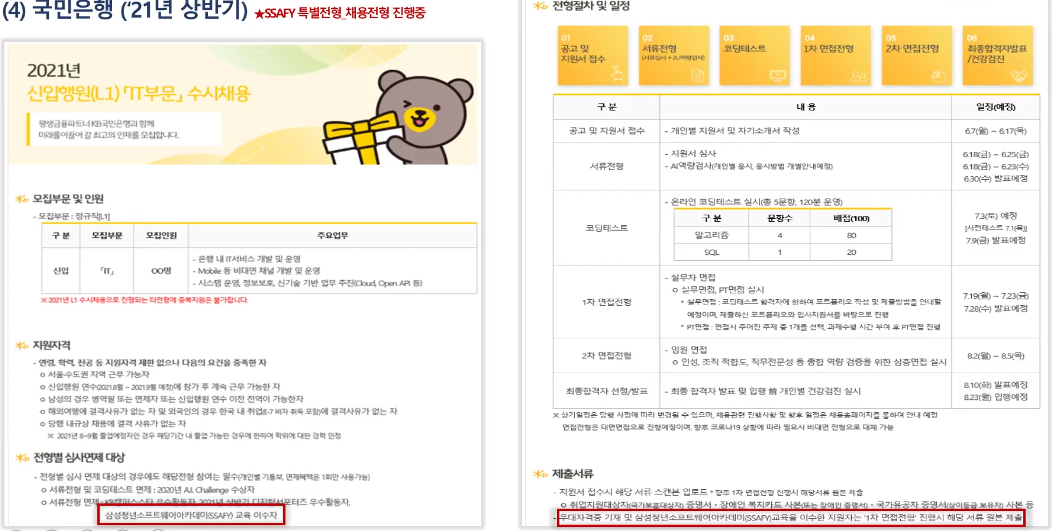 (4) 국민은행 ('21년 상반기) ★SSAFY 특별전형_채용전형 진행중
2021년
신입행원(L1) 「IT부문」 수시채용
평생금융파트너 KB국민은행과 함께
미래를 이끌어 갈 최고의 인재를 모집합니다.
모집부문 및 인원
- 모집부문 : 정규직[L1]
구 분 모집부문 모집인원 주요업무
신입 「IT」 OO명
- 은행 내 IT서비스 개발 및 운영
- Mobile 등 비대면 채널 개발 및 운영
- 시스템 운영, 정보보호, 신기술 기반 업무 추진(Cloud, Open API 등)
※ 2021년 L1 수시채용으로 진행되는 타전형에 중복지원은 불가합니다.
지원자격
- 연령, 학력, 전공 등 지원자격 제한 없으나 다음의 요건을 충족한 자
o 서울·수도권 지역 근무 가능자
o 신입행원 연수(2021.8월 ~ 2021.9월 예정)에 참가 후 계속 근무 가능한 자
o 남성의 경우 병역필 또는 면제자 또는 신입행원 연수 이전 전역이 가능한자
o 해외여행에 결격사유가 없는 자 및 외국인의 경우 한국 내 취업(E-7 비자 취득 포함)에 결격사유가 없는 자
o 당행 내규상 채용에 결격 사유가 없는 자
※ 2021년 8~9월 졸업예정자인 경우 해당기간 내 졸업 가능한 경우에 한하여 학위에 대한 경력 인정
전형별 심사면제 대상
- 전형별 심사 면제 대상의 경우에도 해당전형 참여는 필수(개인별 기통보, 면제혜택은 1회만 사용가능)
o 서류전형 및 코딩테스트 면제 : 2020년 A.I. Challenge 수상자
o 서류전형 면제 : KB캠퍼스스타 우수활동자, 2021년 상반기 디지털서포터즈 우수활동자,
삼성청년소프트웨어아카데미(SSAFY) 교육 이수자
전형절차 및 일정
01 공고 및 지원서 접수
02 서류전형 (서류심사 + A.I역량검사)
03 코딩테스트
04 1차 면접전형
05 2차 면접전형
06 최종합격자발표 /건강검진
구 분 내 용 일정(예정)
공고 및 지원서 접수 - 개인별 지원서 및 자기소개서 작성 6.7(월) ~ 6.17(목)
서류전형
- 지원서 심사 6.18(금) ~ 6.25(금)
- AI역량검사(개인별 응시, 응시방법 개별안내예정) 6.18(금) ~ 6.23(수)
6.30(수) 발표예정
코딩테스트
- 온라인 코딩테스트 실시(총 5문항, 120분 운영)
구 분 문항수 배점(100)
알고리즘 4 80
SQL 1 20
7.3(토) 예정
[사전테스트 7.1(목)]
7.9(금) 발표예정
1차 면접전형
- 실무자 면접
o 실무면접, PT면접 실시
* 실무면접 : 코딩테스트 합격자에 한하여 포트폴리오 작성 및 제출방법을 안내할
예정이며, 제출하신 포트폴리오와 입사지원서를 바탕으로 진행
* PT면접 : 면접시 주어진 주제 중 1개를 선택, 과제수행 시간 부여 후 PT면접 진행
7.19(월) ~ 7.23(금)
7.28(수) 발표예정
2차 면접전형
- 임원 면접
o 인성, 조직 적합도, 직무전문성 등 종합 역량 검증을 위한 심층면접 실시
8.2(월) ~ 8.5(목)
최종합격자 선정/발표 - 최종 합격자 발표 및 입행 前 개인별 건강검진 실시
8.10(화) 발표예정
8.23(월) 입행예정
※ 상기일정은 당행 사정에 따라 변경될 수 있으며, 채용관련 진행사항 및 향후 일정은 채용홈페이지를 통하여 안내 예정
면접전형은 대면면접으로 진행예정이며, 향후 코로나19 상황에 따라 필요시 비대면 전형으로 대체 가능
제출서류
- 지원서 접수시 해당 서류 스캔본 업로드 * 향후 1차 면접전형 진행시 해당서류 원본 제출
o 취업지원대상자(국가보훈대상자) 증명서 · 장애인 복지카드 사본(또는 장애인 증명서) · 국가유공자 증명서(상이등급 보유자) 사본 등
- 우대자격증 기재 및 삼성청년소프트웨어아카데미(SSAFY)교육을 이수한 지원자는 '1차 면접전형' 진행시 해당 서류 원본 제출